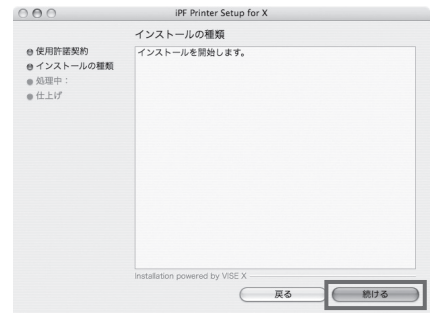 iPF Printer Setup for X
インストールの種類
使用許諾契約
インストールの種類
処理中：
仕上げ
インストールを開始します。
Installation powered by VISE X
戻る
続ける